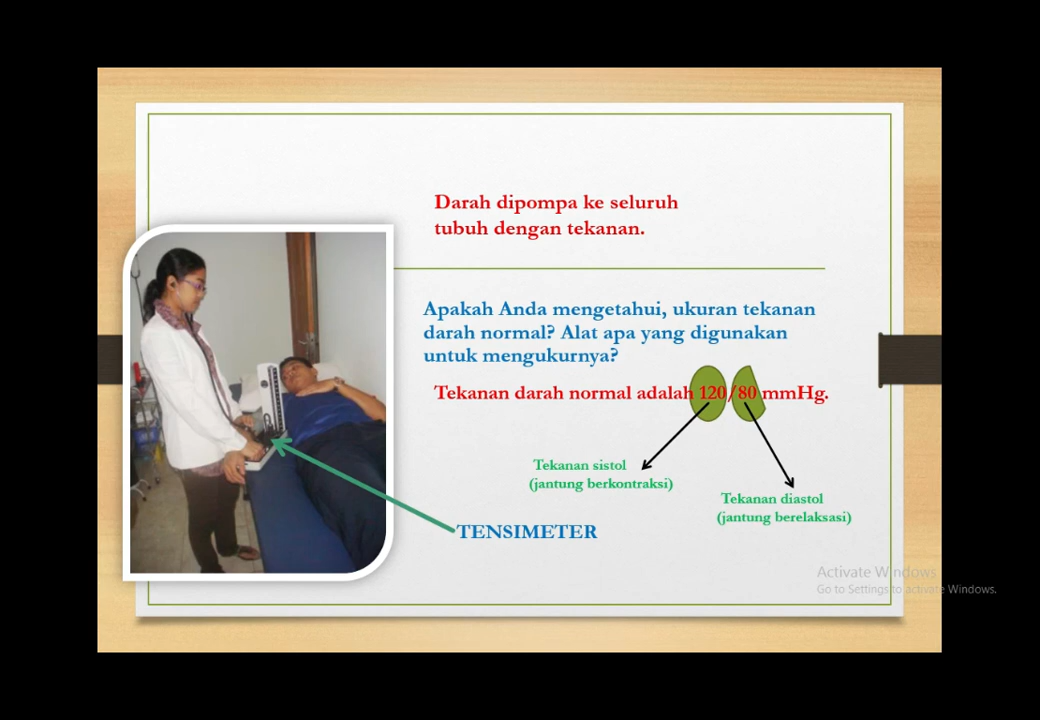 Darah dipompa ke seluruh
tubuh dengan tekanan.
Apakah Anda mengetahui, ukuran tekanan
darah normal? Alat apa yang digunakan
untuk mengukurnya?
Tekanan darah normal adalah 120/80 mmHg.
Tekanan sistol
(jantung berkontraksi)
Tekanan diastol
(jantung berelaksasi)
TENSIMETER
Activate Windows
Go to Settings to activate Windows.